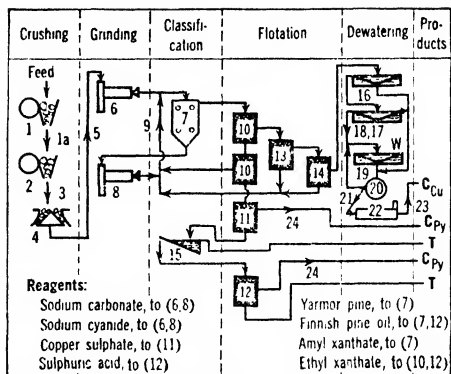 Crushing
Grinding
Classifi-
cation
Flotation
Dewatering
Pro-
ducts
Feed
1
1a
2
3
4
5
6
7
8
9
10
10
11
12
13
14
15
16
18,17
W
19
20
21
22
23
C Cu
24
C Py
T
24
C Py
T
Reagents:
Sodium carbonate, to (6,8)
Sodium cyanide, to (6,8)
Copper sulphate, to (11)
Sulphuric acid, to (12)
Yarmor pine, to (7)
Finnish pine oil, to (7,12)
Amyl xanthate, to (7)
Ethyl xanthate, to (10,12)